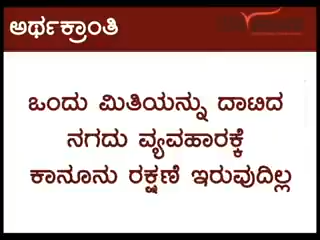 ಅರ್ಥಕ್ರಾಂತಿ
ಒಂದು ಮಿತಿಯನ್ನು ದಾಟಿದ
ನಗದು ವ್ಯವಹಾರಕ್ಕೆ
ಕಾನೂನು ರಕ್ಷಣೆ ಇರುವುದಿಲ್ಲ